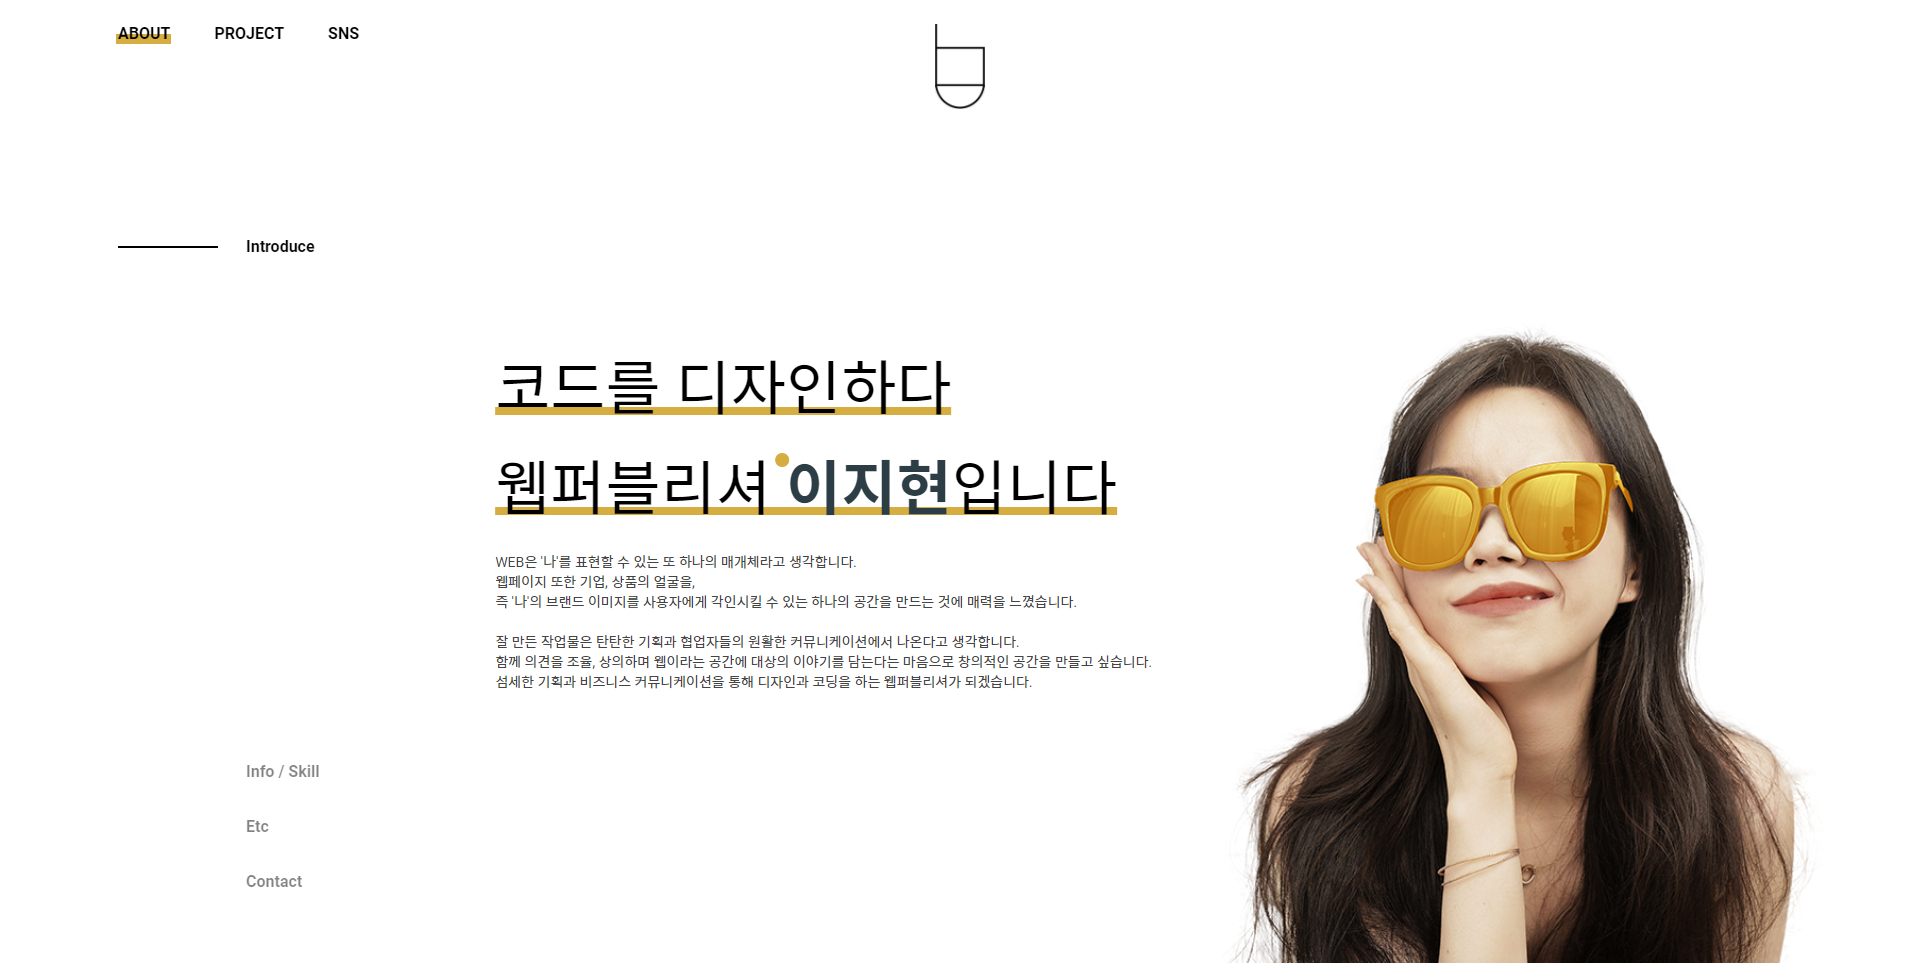 ABOUT PROJECT SNS
Introduce
코드를 디자인하다
웹퍼블리셔 이지현입니다
WEB은 '나'를 표현할 수 있는 또 하나의 매개체라고 생각합니다.
웹페이지 또한 기업, 상품의 얼굴을,
즉 '나'의 브랜드 이미지를 사용자에게 각인시킬 수 있는 하나의 공간을 만드는 것에 매력을 느꼈습니다.
잘 만든 작업물은 탄탄한 기획과 협업자들의 원활한 커뮤니케이션에서 나온다고 생각합니다.
함께 의견을 조율, 상의하며 웹이라는 공간에 대상의 이야기를 담는다는 마음으로 창의적인 공간을 만들고 싶습니다.
섬세한 기획과 비즈니스 커뮤니케이션을 통해 디자인과 코딩을 하는 웹퍼블리셔가 되겠습니다.
Info / Skill
Etc
Contact